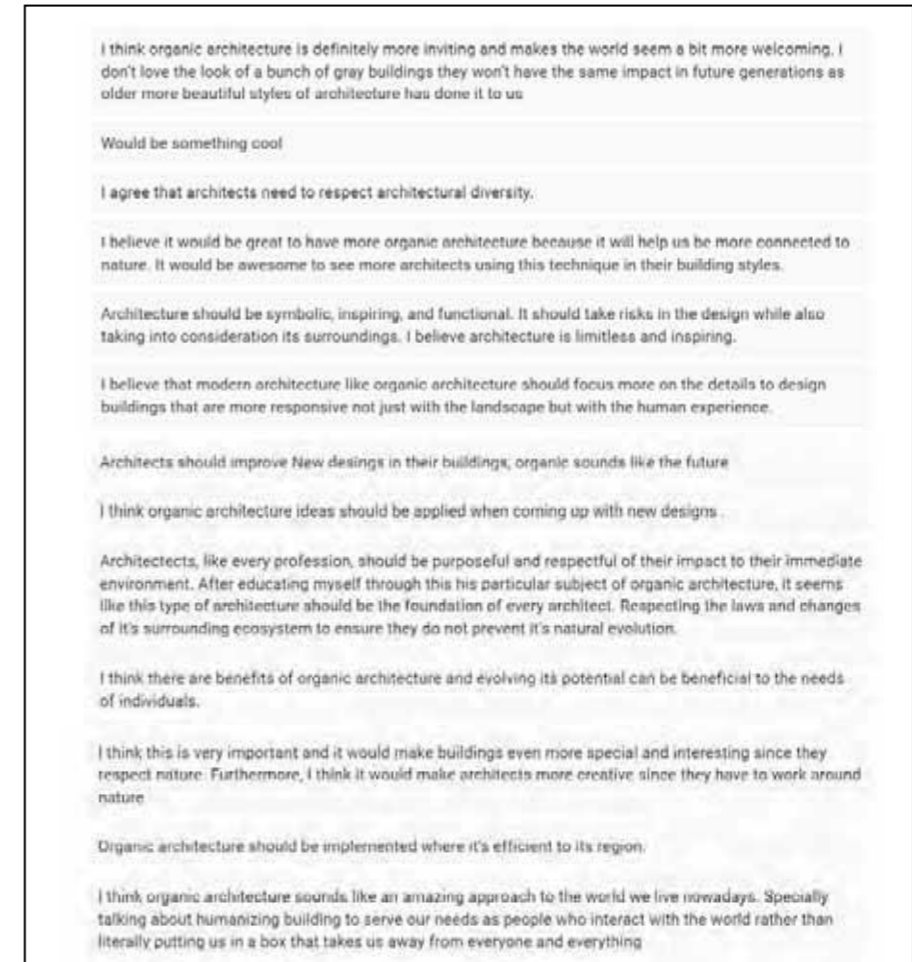 I think organic architecture is definitely more inviting and makes the world seem a bit more welcoming. I
don't love the look of a bunch of gray buildings they won't have the same impact in future generations as
older more beautiful styles of architecture has done it to us
Would be something cool
I agree that architects need to respect architectural diversity.
I believe it would be great to have more organic architecture because it will help us be more connected to
nature. It would be awesome to see more architects using this technique in their building styles.
Architecture should be symbolic, inspiring, and functional. It should take risks in the design while also
taking into consideration its surroundings. I believe architecture is limitless and inspiring.
I believe that modern architecture like organic architecture should focus more on the details to design
buildings that are more responsive not just with the landscape but with the human experience.
Architects should improve New desings in their buildings, organic sounds like the future
I think organic architecture ideas should be applied when coming up with new designs .
Architectects, like every profession, should be purposeful and respectful of their impact to their immediate
environment. After educating myself through this his particular subject of organic architecture, it seems
like this type of architecture should be the foundation of every architect. Respecting the laws and changes
of it's surrounding ecosystem to ensure they do not prevent it's natural evolution.
I think there are benefits of organic architecture and evolving its potential can be beneficial to the needs
of individuals.
I think this is very important and it would make buildings even more special and interesting since they
respect nature. Furthermore, I think it would make architects more creative since they have to work around
nature
Organic architecture should be implemented where it's efficient to its region.
I think organic architecture sounds like an amazing approach to the world we live nowadays. Specially
talking about humanizing building to serve our needs as people who interact with the world rather than
literally putting us in a box that takes us away from everyone and everything